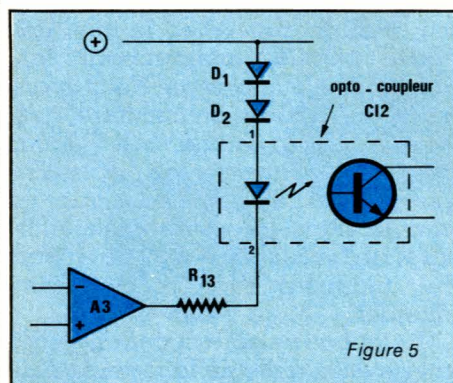 +
D1
D2
opto - coupleur
CI2
1
2
R13
-
A3
+
Figure 5